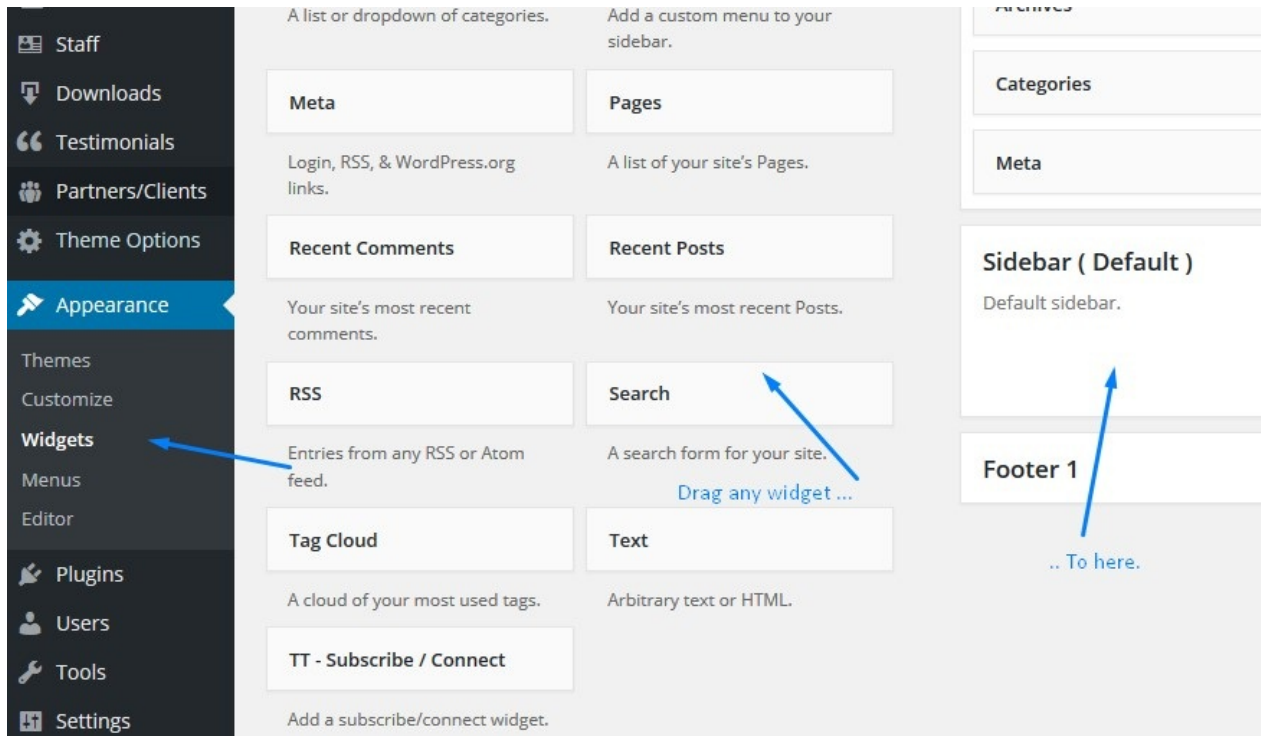 Staff
Downloads
Testimonials
Partners/Clients
Theme Options
Appearance
Themes
Customize
Widgets
Menus
Editor
Plugins
Users
Tools
Settings
A list or dropdown of categories.
Add a custom menu to your
sidebar.
Meta
Pages
Login, RSS, & WordPress.org
links.
A list of your site's Pages.
Recent Comments
Recent Posts
Your site's most recent
comments.
Your site's most recent Posts.
RSS
Search
Entries from any RSS or Atom
feed.
A search form for your site.
Drag any widget ...
Tag Cloud
Text
A cloud of your most used tags.
Arbitrary text or HTML.
TT - Subscribe / Connect
Add a subscribe/connect widget.
Archives
Categories
Meta
Sidebar ( Default )
Default sidebar.
Footer 1
.. To here.